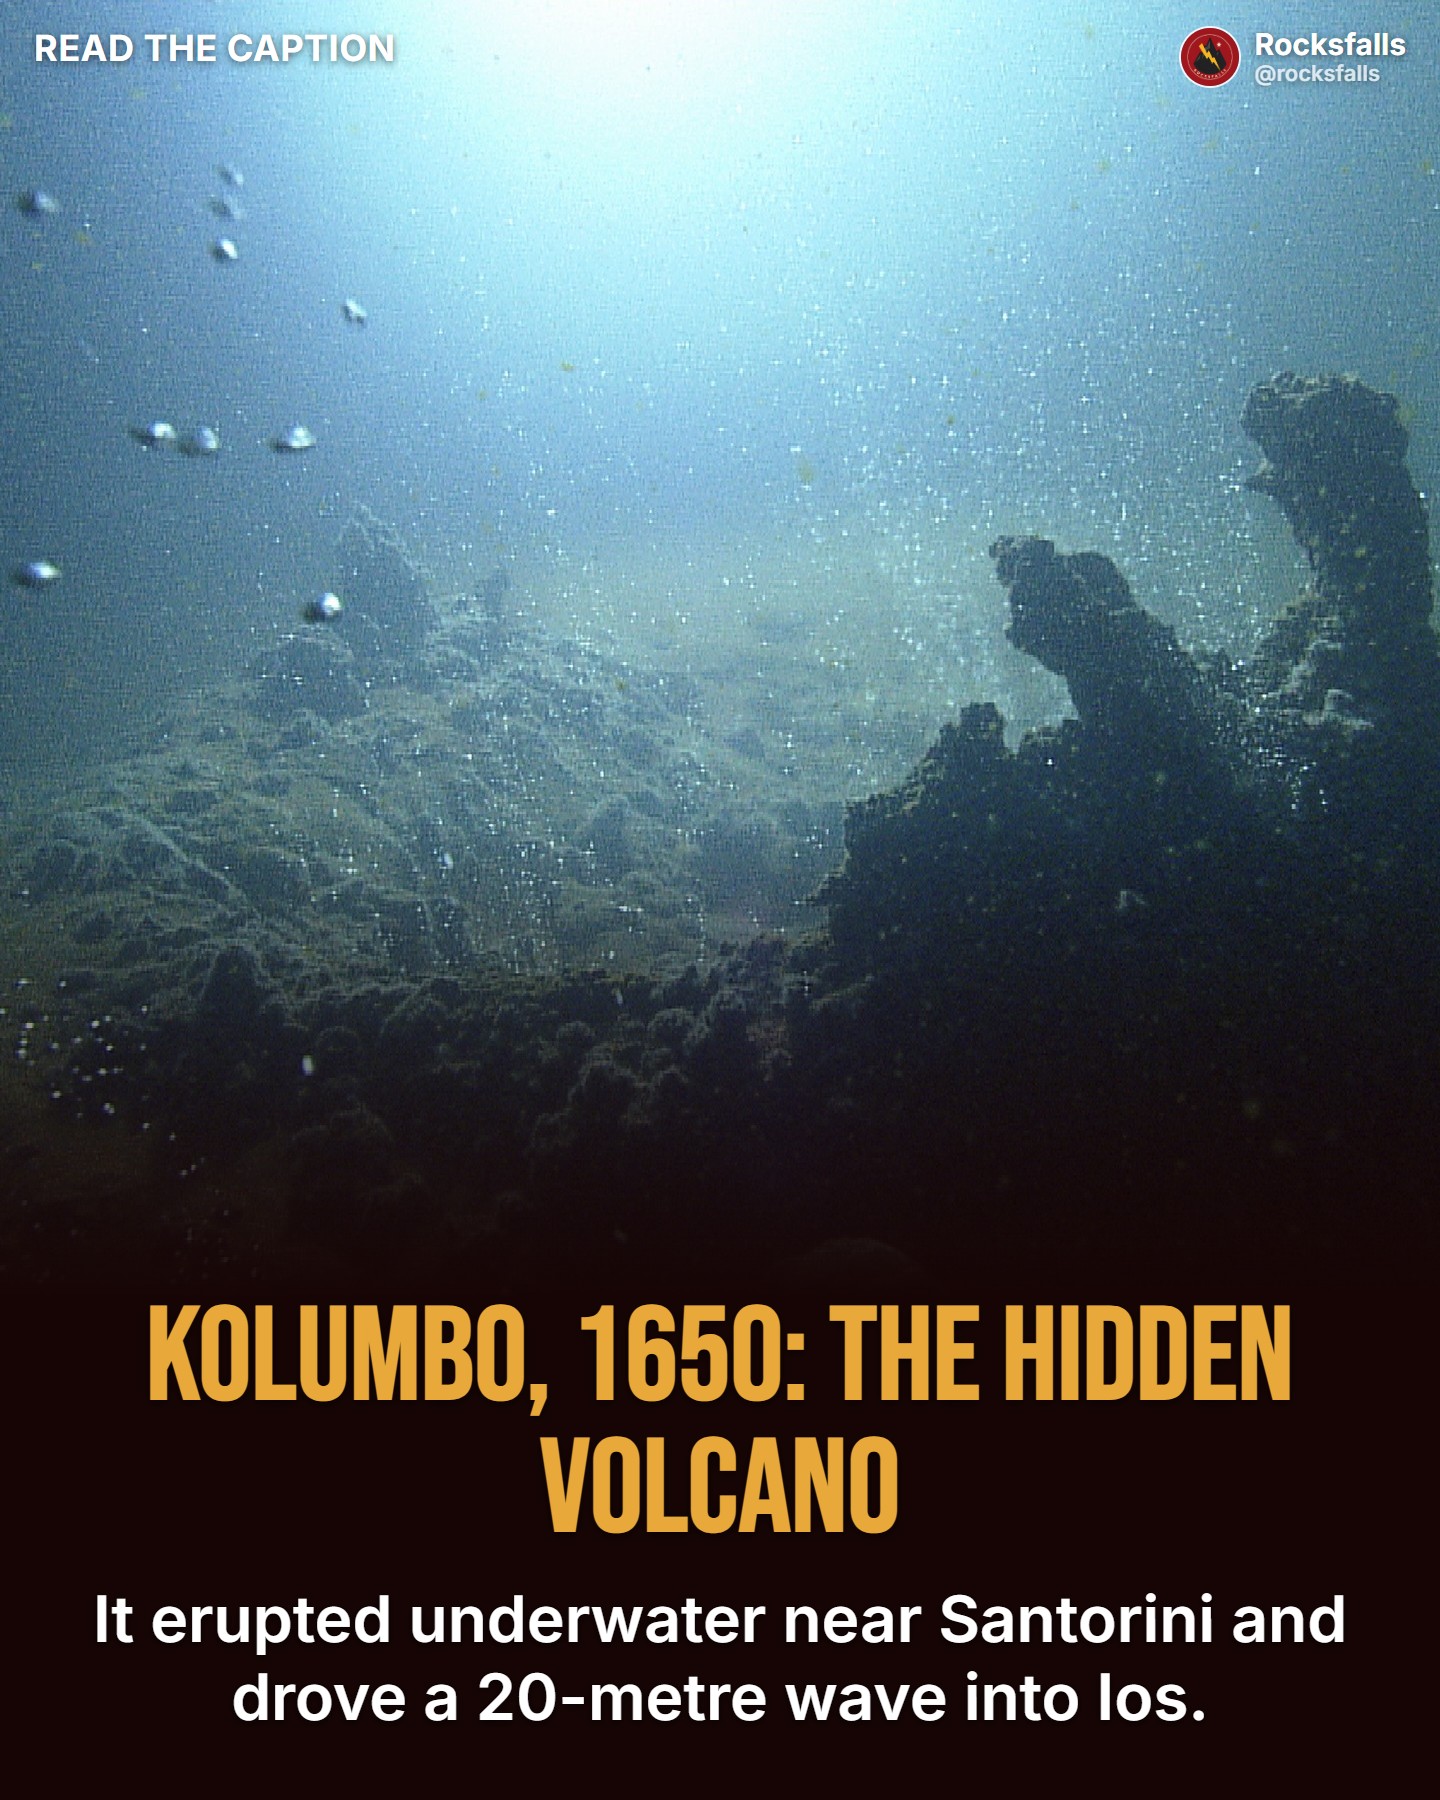 READ THE CAPTION
Rocksfalls
@rocksfalls
KOLUMBO, 1650: THE HIDDEN
VOLCANO
It erupted underwater near Santorini and
drove a 20-metre wave into Ios.